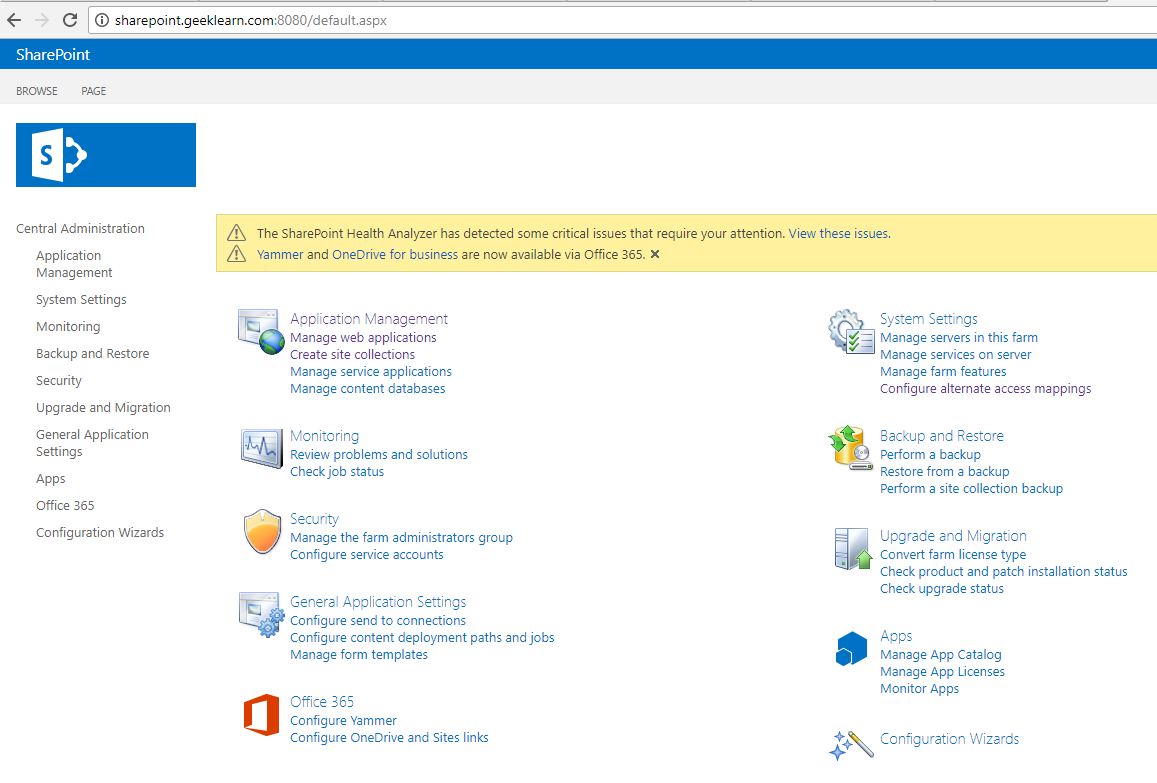 sharepoint.geeklearn.com:8080/default.aspx
SharePoint
BROWSE PAGE
S
Central Administration
Application
Management
System Settings
Monitoring
Backup and Restore
Security
Upgrade and Migration
General Application
Settings
Apps
Office 365
Configuration Wizards
The SharePoint Health Analyzer has detected some critical issues that require your attention. View these issues.
Yammer and OneDrive for business are now available via Office 365.
Application Management
Manage web applications
Create site collections
Manage service applications
Manage content databases
Monitoring
Review problems and solutions
Check job status
Security
Manage the farm administrators group
Configure service accounts
General Application Settings
Configure send to connections
Configure content deployment paths and jobs
Manage form templates
Office 365
Configure Yammer
Configure OneDrive and Sites links
System Settings
Manage servers in this farm
Manage services on server
Manage farm features
Configure alternate access mappings
Backup and Restore
Perform a backup
Restore from a backup
Perform a site collection backup
Upgrade and Migration
Convert farm license type
Check product and patch installation status
Check upgrade status
Apps
Manage App Catalog
Manage App Licenses
Monitor Apps
Configuration Wizards